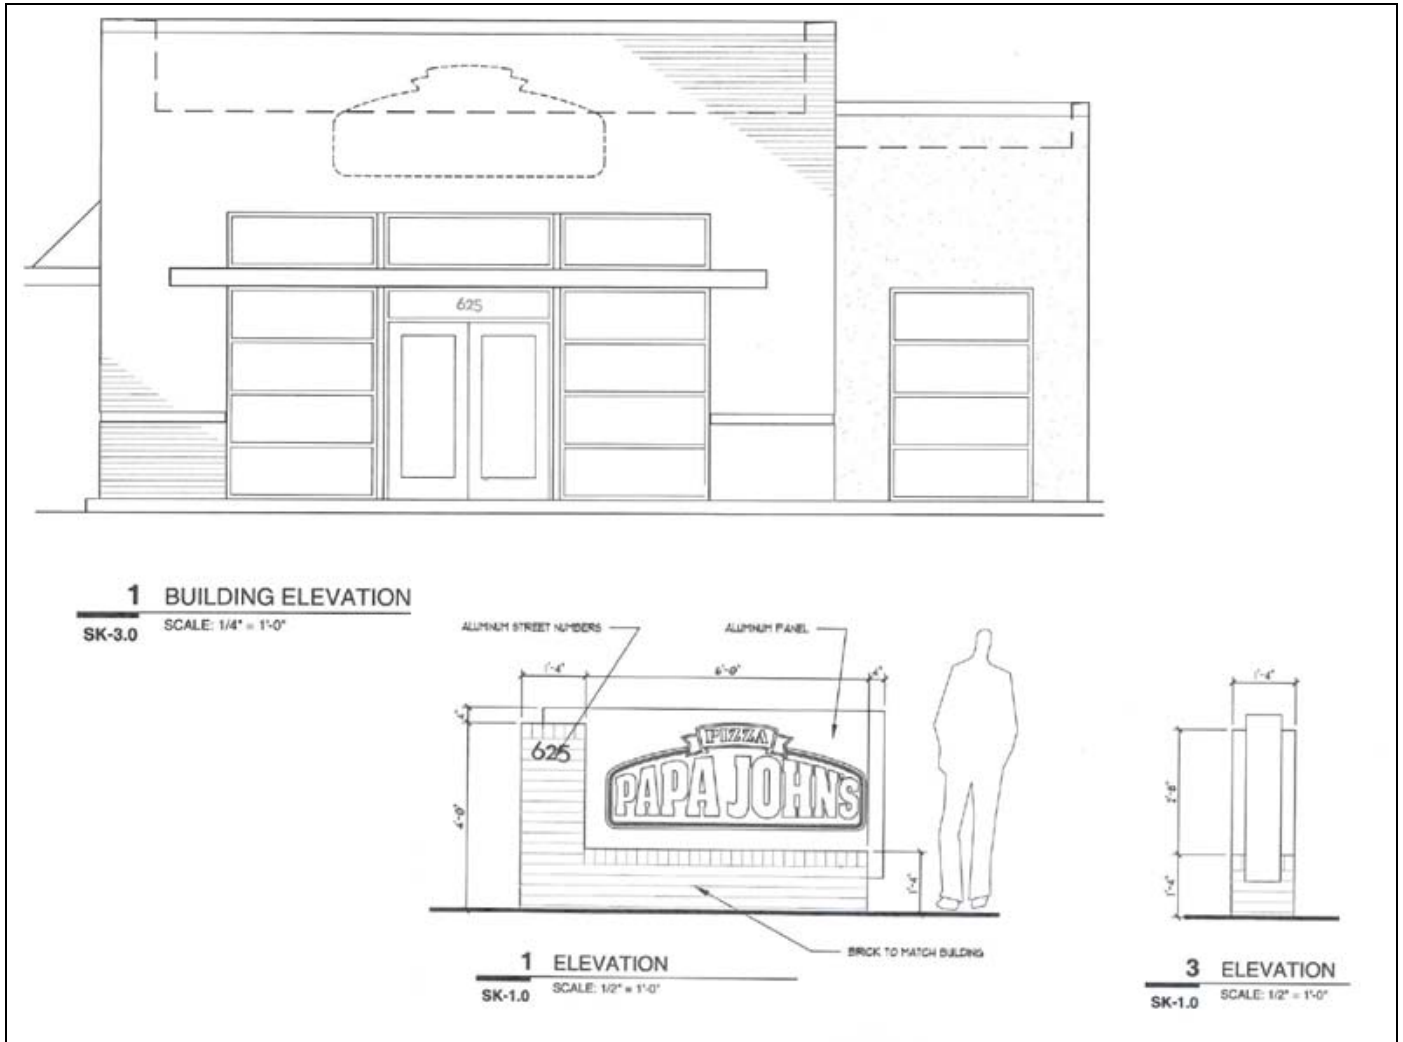 625
1 BUILDING ELEVATION
SK-3.0 SCALE: 1/4" = 1'-0"
ALUMINUM STREET NUMBERS
ALUMINUM PANEL
1'-4"
6'-0"
4"
1'-4"
4"
625
PIZZA
PAPA JOHNS
4'-0"
2'-8"
1'-4"
1'-4"
BRICK TO MATCH BUILDING
1 ELEVATION
SK-1.0 SCALE: 1/2" = 1'-0"
3 ELEVATION
SK-1.0 SCALE: 1/2" = 1'-0"